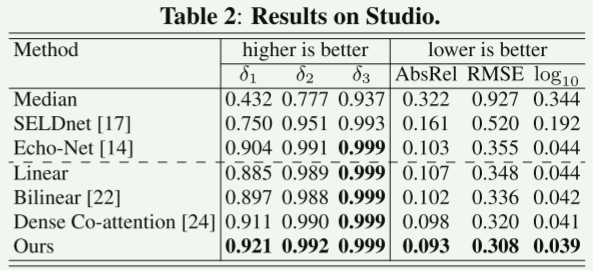 Table 2: Results on Studio.
Method higher is better lower is better
δ1 δ2 δ3 AbsRel RMSE log10
Median 0.432 0.777 0.937 0.322 0.927 0.344
SELDnet [17] 0.750 0.951 0.993 0.161 0.520 0.192
Echo-Net [14] 0.904 0.991 0.999 0.103 0.355 0.044
Linear 0.885 0.989 0.999 0.107 0.348 0.044
Bilinear [22] 0.897 0.988 0.999 0.102 0.336 0.042
Dense Co-attention [24] 0.911 0.990 0.999 0.098 0.320 0.041
Ours 0.921 0.992 0.999 0.093 0.308 0.039